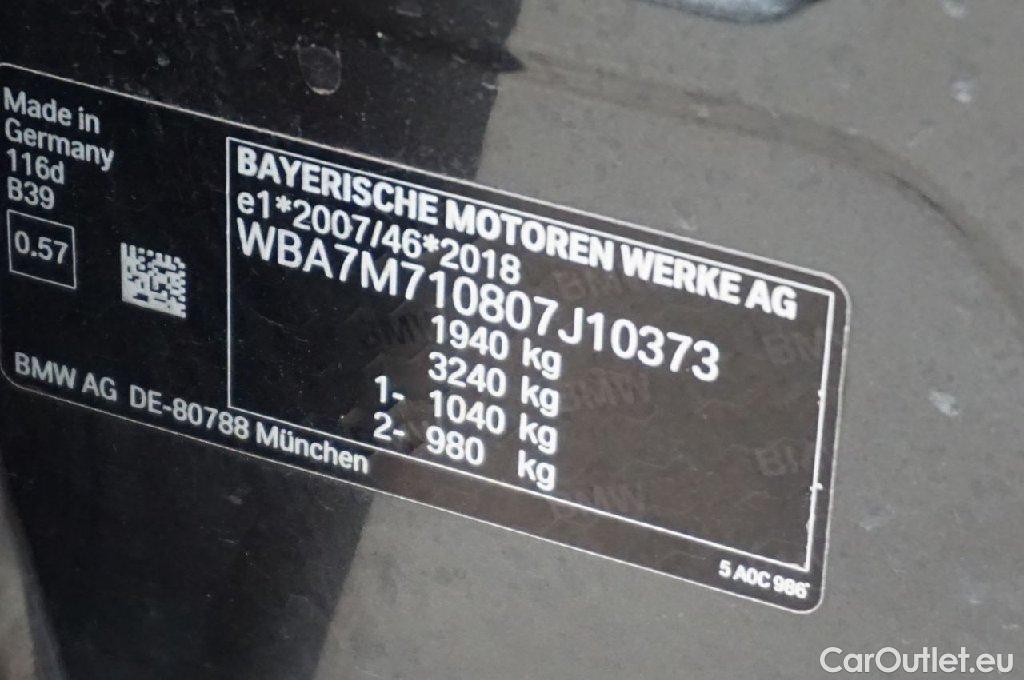 Made in
Germany
116d
B39
0.57
BAYERISCHE MOTOREN WERKE AG
e1*2007/46*2018
WBA7M710807J10373
1940 kg
3240 kg
1- 1040 kg
2- 980 kg
BMW AG DE-80788 München
5 A0C 986
CarOutlet.eu